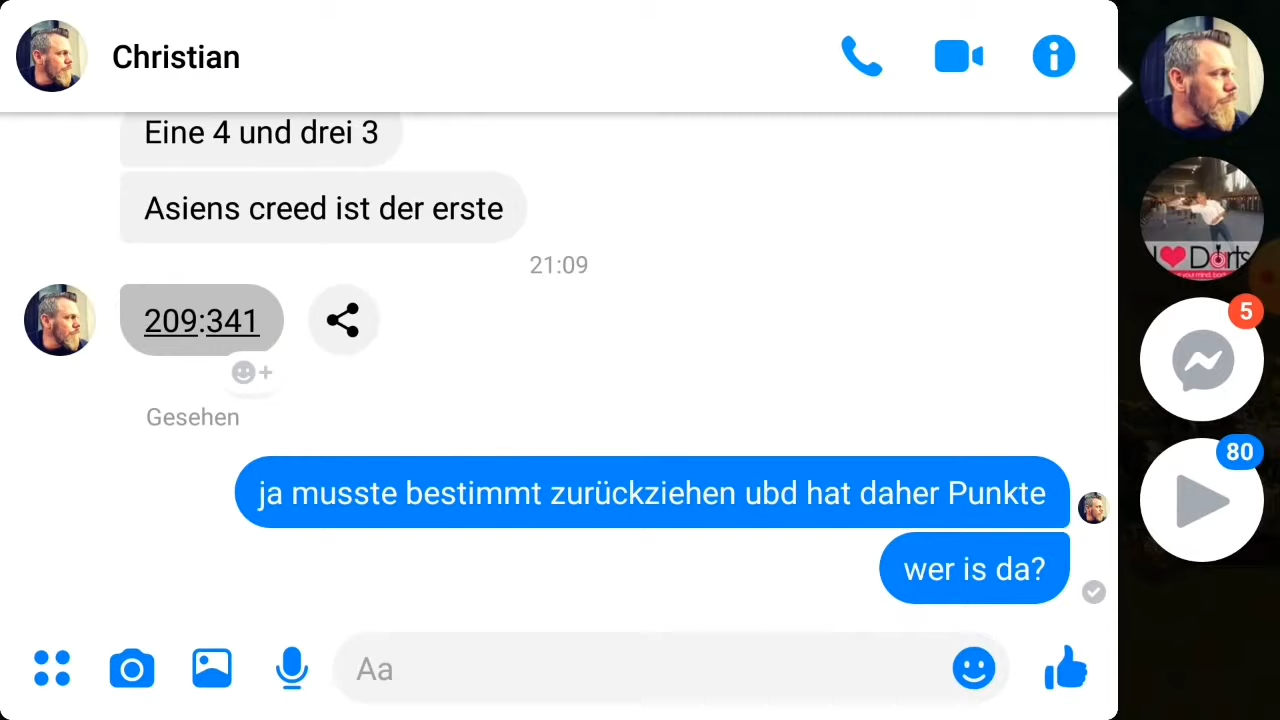 Christian
Eine 4 und drei 3
Asiens creed ist der erste
21:09
209:341
Gesehen
ja musste bestimmt zurückziehen ubd hat daher Punkte
wer is da?
Aa
I ❤ Darts
5
80